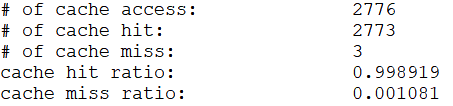 # of cache access: 2776
# of cache hit: 2773
# of cache miss: 3
cache hit ratio: 0.998919
cache miss ratio: 0.001081